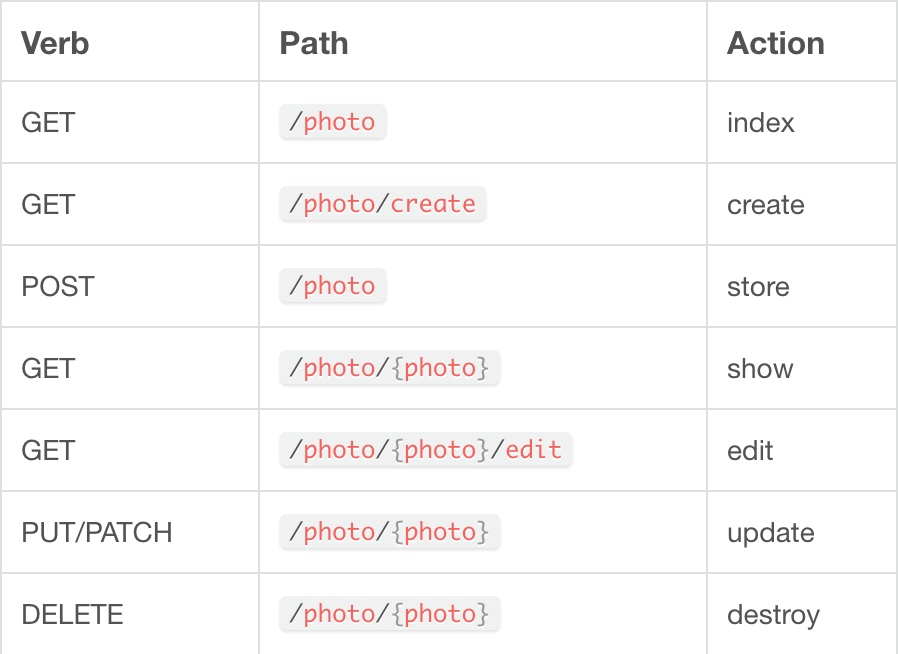 Verb Path Action
GET /photo index
GET /photo/create create
POST /photo store
GET /photo/{photo} show
GET /photo/{photo}/edit edit
PUT/PATCH /photo/{photo} update
DELETE /photo/{photo} destroy